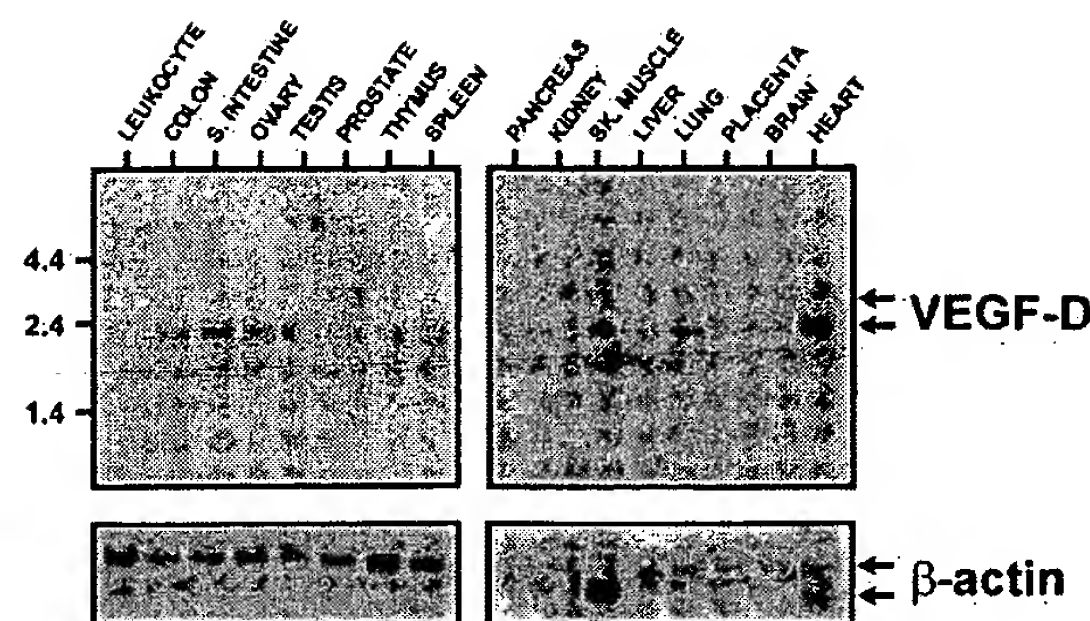 LEUKOCYTE
COLON
S. INTESTINE
OVARY
TESTIS
PROSTATE
THYMUS
SPLEEN
PANCREAS
KIDNEY
SK. MUSCLE
LIVER
LUNG
PLACENTA
BRAIN
HEART
4.4
2.4
1.4
VEGF-D
β-actin